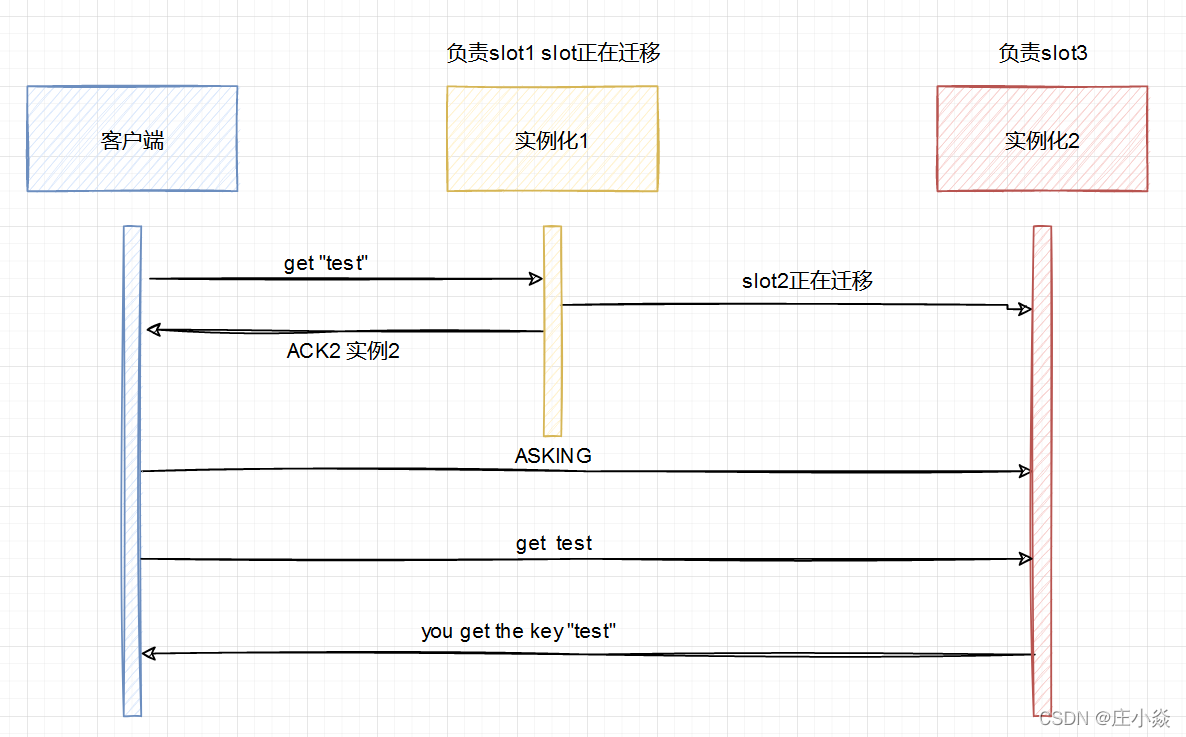 负责slot1 slot正在迁移
负责slot3
客户端
实例化1
实例化2
get "test"
slot2正在迁移
ACK2 实例2
ASKING
get test
you get the key "test"
CSDN @庄小焱